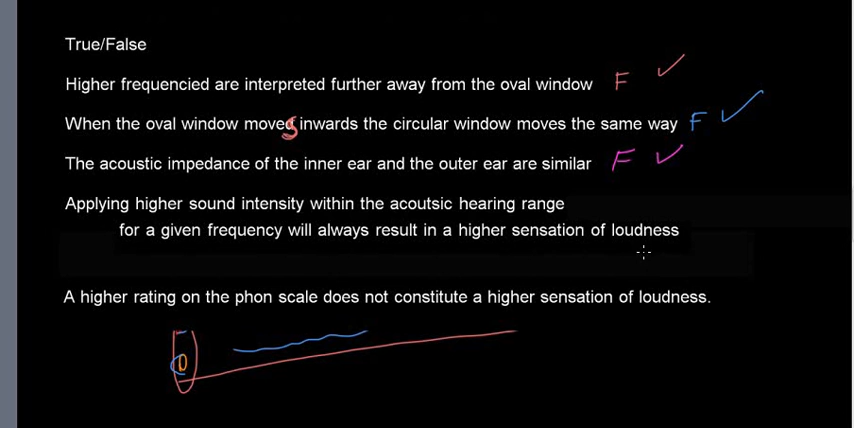 True/False
Higher frequencied are interpreted further away from the oval window F ✓
When the oval window moves inwards the circular window moves the same way F ✓
The acoustic impedance of the inner ear and the outer ear are similar F ✓
Applying higher sound intensity within the acoutsic hearing range
for a given frequency will always result in a higher sensation of loudness
A higher rating on the phon scale does not constitute a higher sensation of loudness.